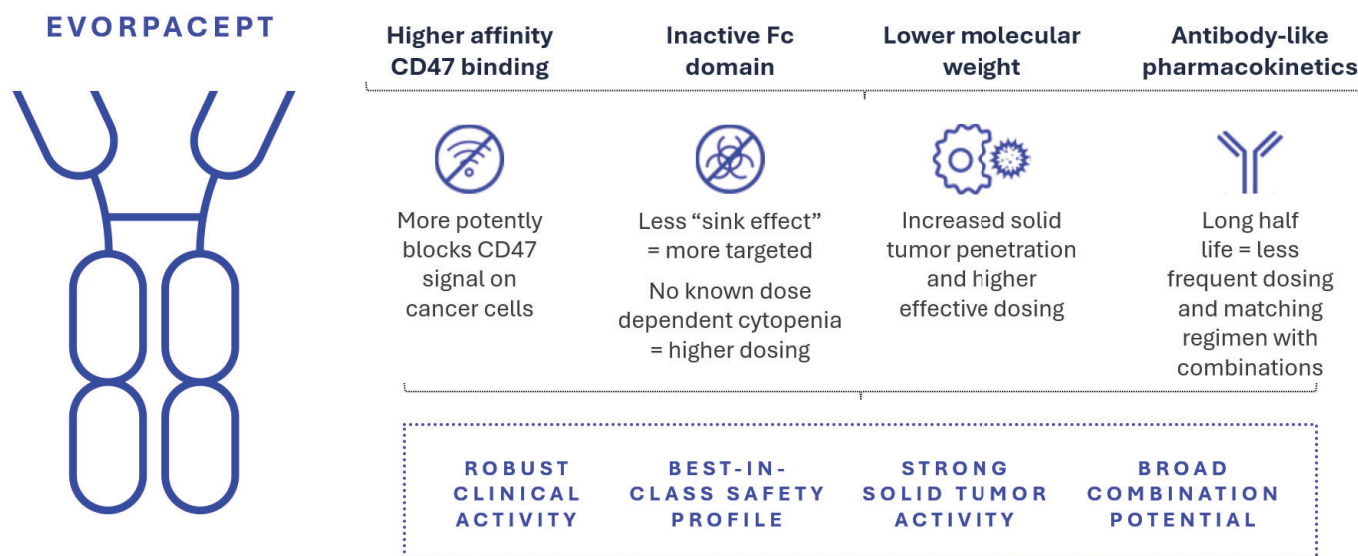 EVORPACEPT
Higher affinity
CD47 binding
Inactive Fc
domain
Lower molecular
weight
Antibody-like
pharmacokinetics
More potently
blocks CD47
signal on
cancer cells
Less “sink effect”
= more targeted
No known dose
dependent cytopenia
= higher dosing
Increased solid
tumor penetration
and higher
effective dosing
Long half
life = less
frequent dosing
and matching
regimen with
combinations
ROBUST
CLINICAL
ACTIVITY
BEST-IN-
CLASS SAFETY
PROFILE
STRONG
SOLID TUMOR
ACTIVITY
BROAD
COMBINATION
POTENTIAL